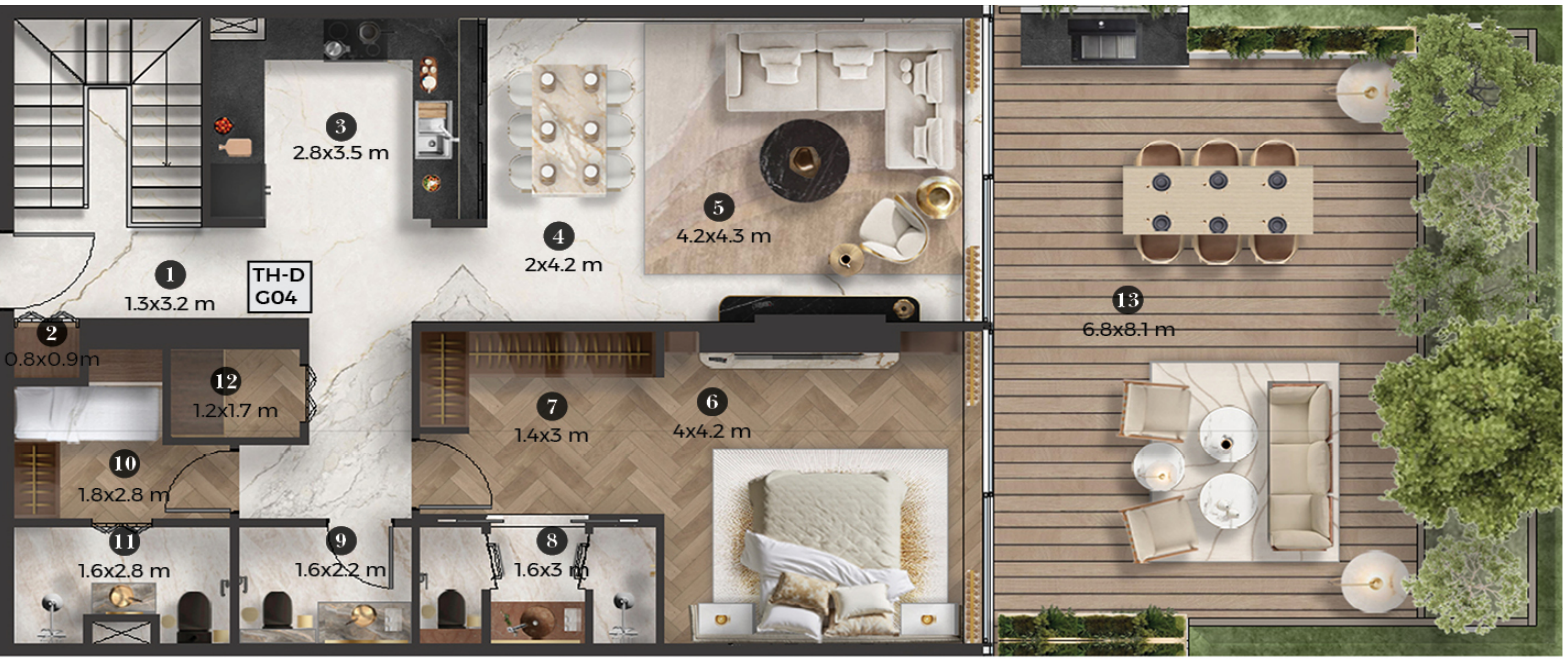 3
2.8x3.5 m
5
4.2x4.3 m
4
2x4.2 m
1
1.3x3.2 m
TH-D
G04
13
6.8x8.1 m
2
0.8x0.9m
12
1.2x1.7 m
7
1.4x3 m
6
4x4.2 m
10
1.8x2.8 m
11
1.6x2.8 m
9
1.6x2.2 m
8
1.6x3 m